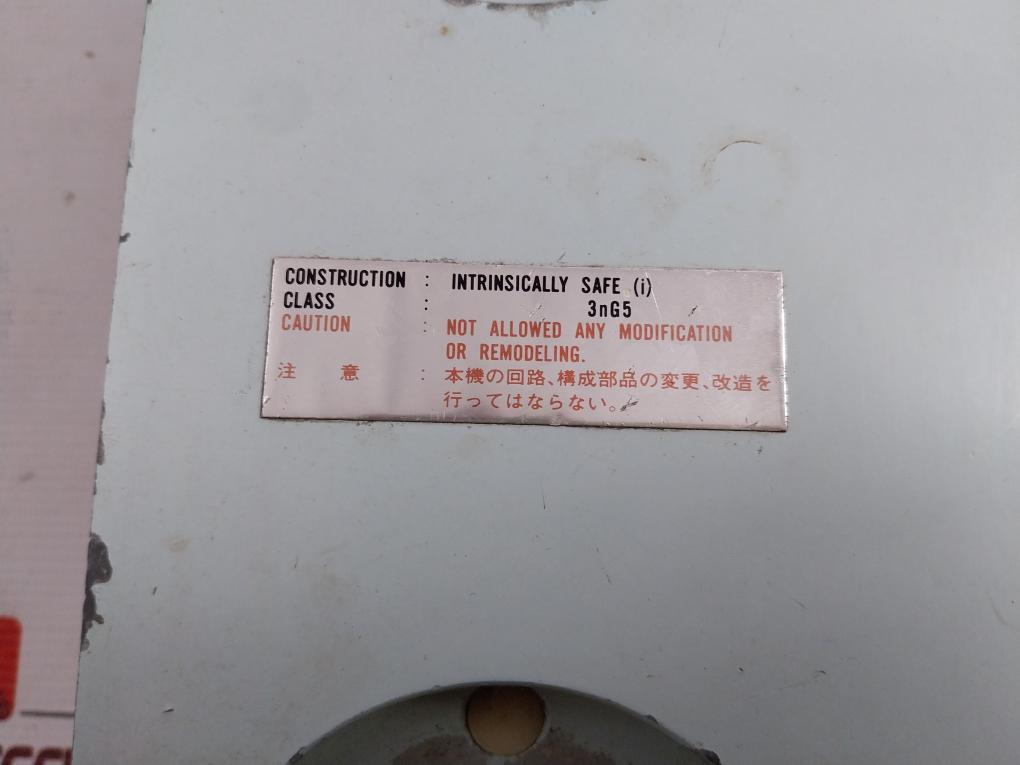 CONSTRUCTION : INTRINSICALLY SAFE (i)
CLASS : 3nG5
CAUTION : NOT ALLOWED ANY MODIFICATION
OR REMODELING.
注 意 : 本機の回路、構成部品の変更、改造を
行ってはならない。